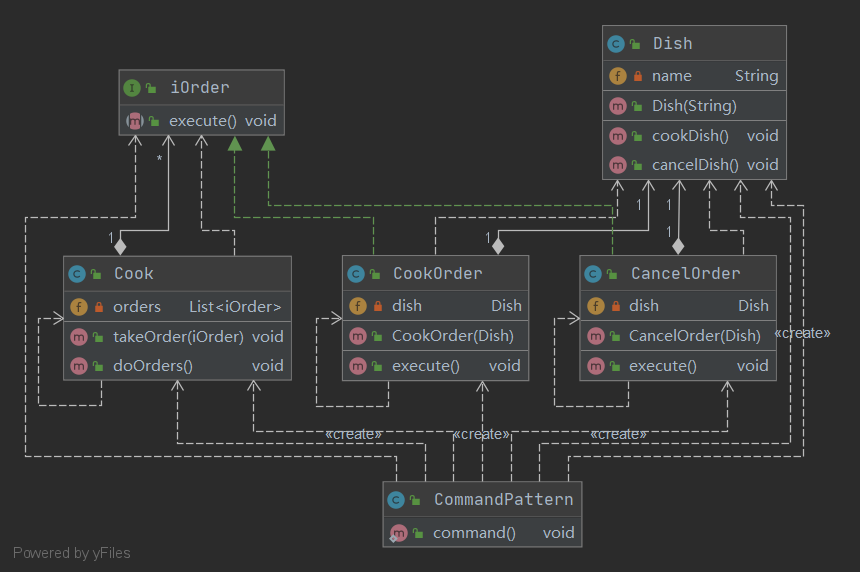 iOrder
execute() void
Dish
name String
Dish(String)
cookDish() void
cancelDish() void
*
1
1
1
1
1
Cook
orders List<iOrder>
takeOrder(iOrder) void
doOrders() void
CookOrder
dish Dish
CookOrder(Dish)
execute() void
CancelOrder
dish Dish
CancelOrder(Dish)
execute() void
«create»
«create»
«create»
«create»
CommandPattern
command() void
Powered by yFiles